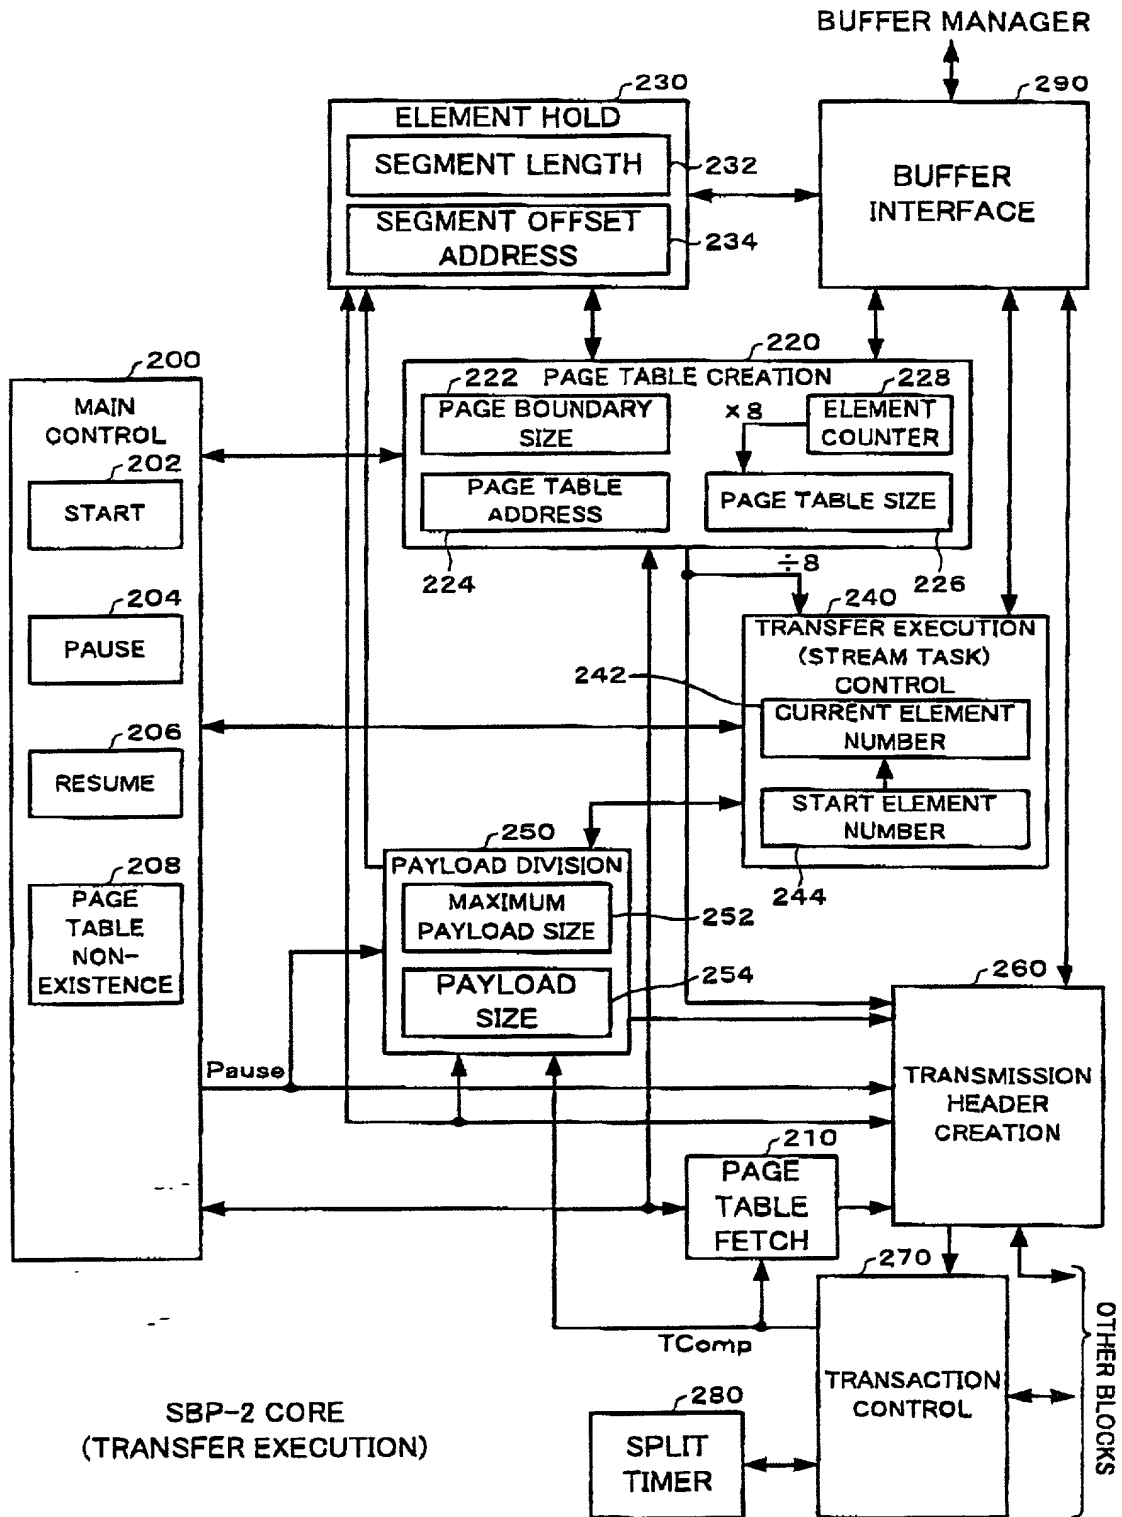 BUFFER MANAGER
230
290
ELEMENT HOLD
SEGMENT LENGTH
232
SEGMENT OFFSET
ADDRESS
234
BUFFER
INTERFACE
200
MAIN
CONTROL
202
START
204
PAUSE
206
RESUME
208
PAGE
TABLE
NON-
EXISTENCE
220
222
PAGE TABLE CREATION
228
PAGE BOUNDARY
SIZE
×8
ELEMENT
COUNTER
PAGE TABLE
ADDRESS
PAGE TABLE SIZE
224
÷8
226
240
TRANSFER EXECUTION
(STREAM TASK)
CONTROL
242
CURRENT ELEMENT
NUMBER
START ELEMENT
NUMBER
244
250
PAYLOAD DIVISION
MAXIMUM
PAYLOAD SIZE
252
PAYLOAD
SIZE
254
260
Pause
TRANSMISSION
HEADER
CREATION
210
PAGE
TABLE
FETCH
270
TComp
TRANSACTION
CONTROL
OTHER BLOCKS
280
SPLIT
TIMER
SBP-2 CORE
(TRANSFER EXECUTION)